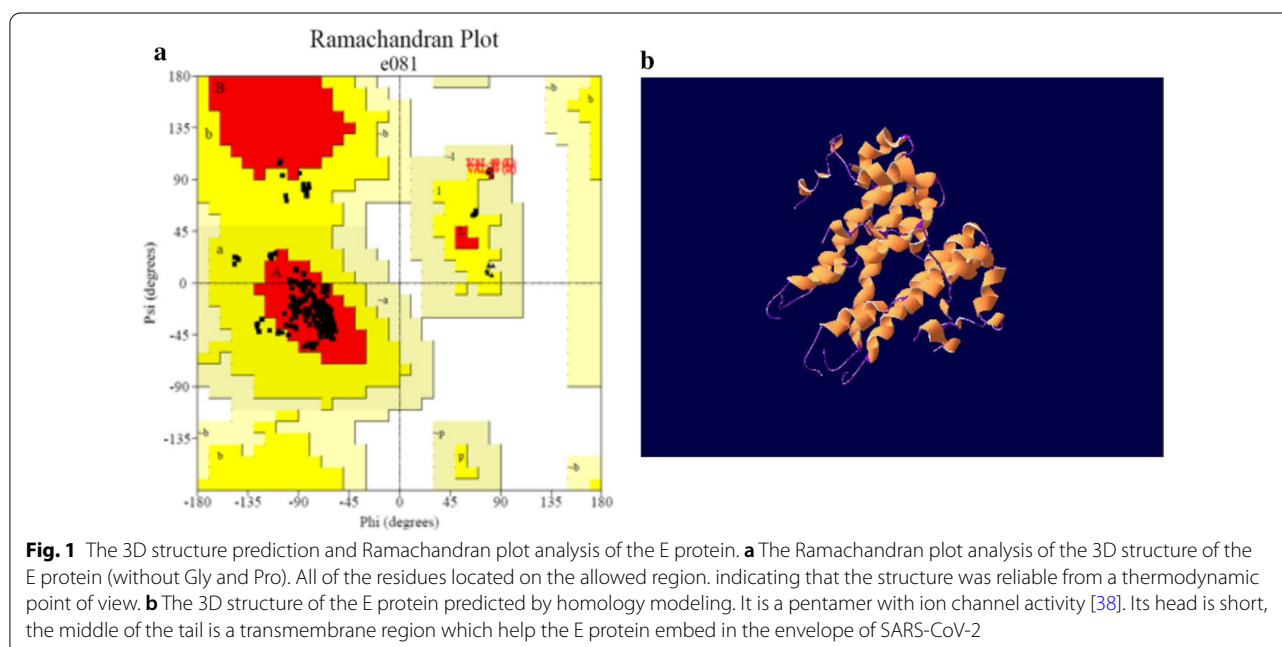 a
Ramachandran Plot
e081
b
180
135
90
45
0
-45
-90
-135
-180
-135
-90
-45
0
45
90
135
180
Psi (degrees)
Phi (degrees)
B
b
~b
~b
b
~l
l
a
A
L
~a
~b
b
~p
p
~b
Fig. 1 The 3D structure prediction and Ramachandran plot analysis of the E protein. a The Ramachandran plot analysis of the 3D structure of the
E protein (without Gly and Pro). All of the residues located on the allowed region. indicating that the structure was reliable from a thermodynamic
point of view. b The 3D structure of the E protein predicted by homology modeling. It is a pentamer with ion channel activity [38]. Its head is short,
the middle of the tail is a transmembrane region which help the E protein embed in the envelope of SARS-CoV-2